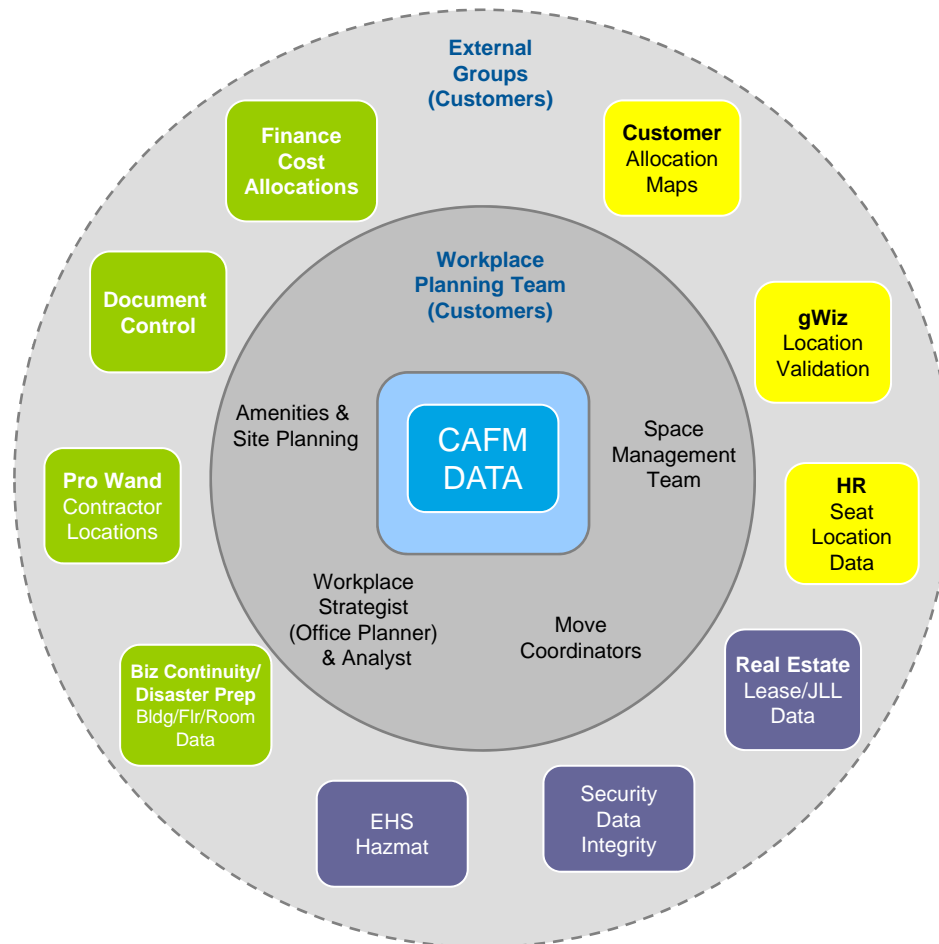 External
Groups
(Customers)
Finance
Cost
Allocations
Customer
Allocation
Maps
Document
Control
Workplace
Planning Team
(Customers)
gWiz
Location
Validation
Amenities &
Site Planning
CAFM
DATA
Space
Management
Team
Pro Wand
Contractor
Locations
HR
Seat
Location
Data
Workplace
Strategist
(Office Planner)
& Analyst
Move
Coordinators
Biz Continuity/
Disaster Prep
Bldg/Flr/Room
Data
Real Estate
Lease/JLL
Data
EHS
Hazmat
Security
Data
Integrity